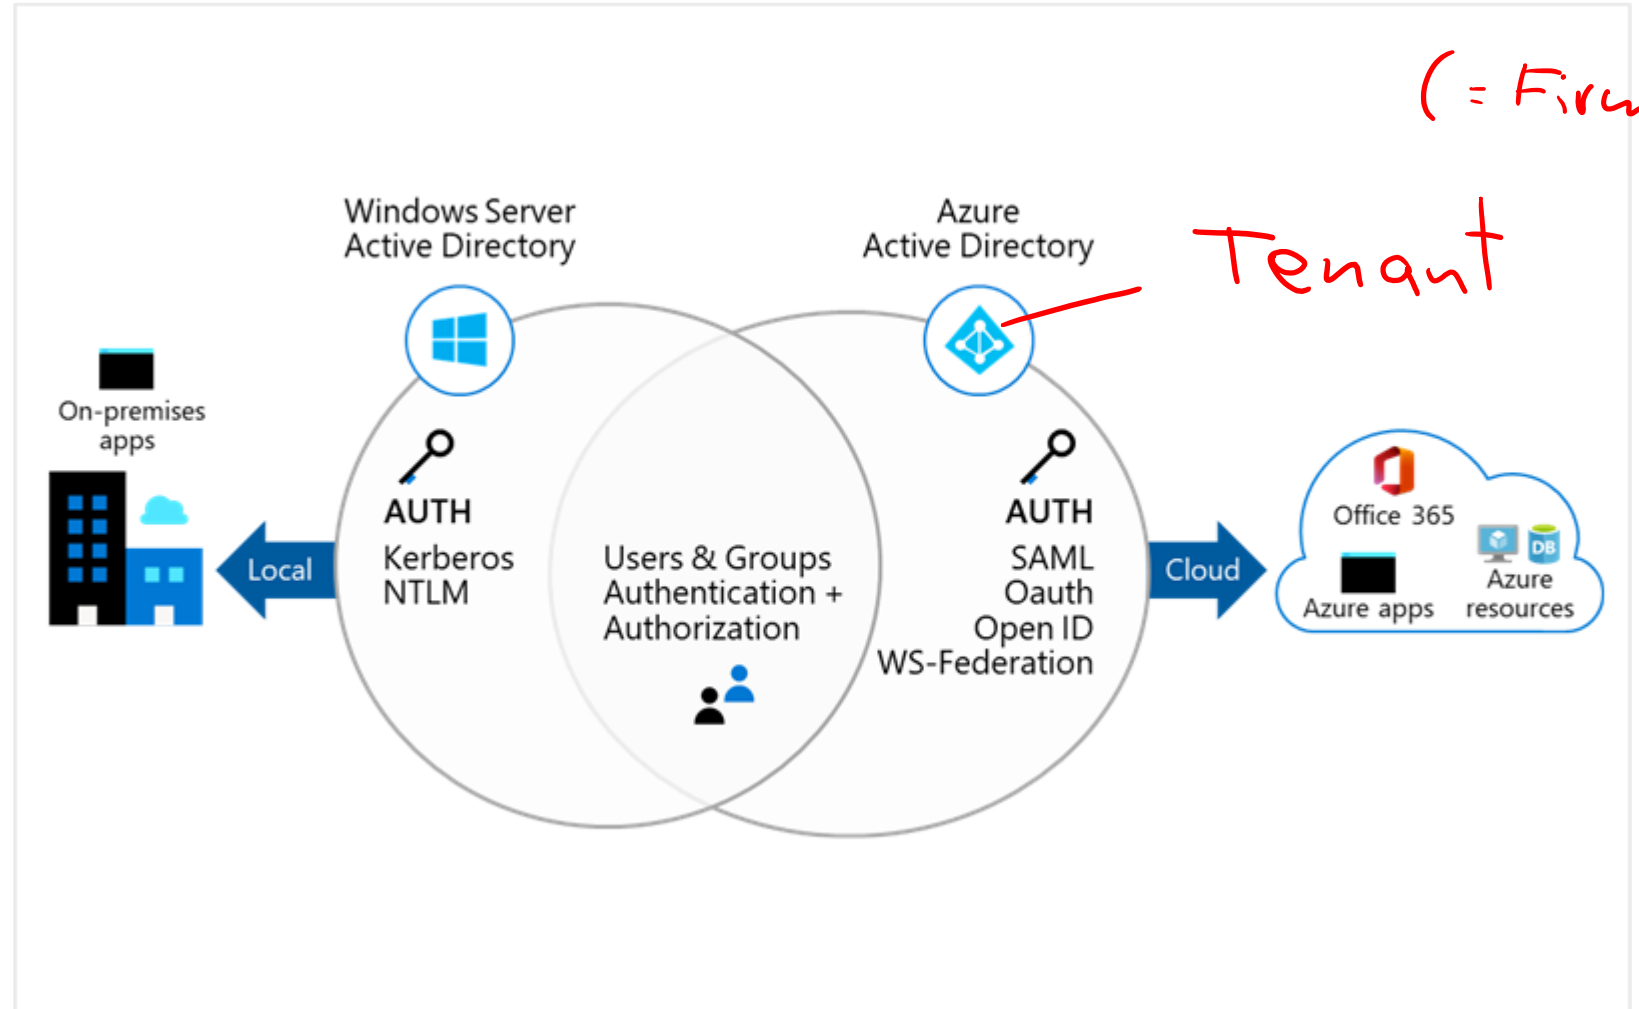 (= Firm
Windows Server
Active Directory
Azure
Active Directory
Tenant
On-premises
apps
Local
AUTH
Kerberos
NTLM
Users & Groups
Authentication +
Authorization
AUTH
SAML
Oauth
Open ID
WS-Federation
Cloud
Office 365
DB
Azure apps
Azure
resources